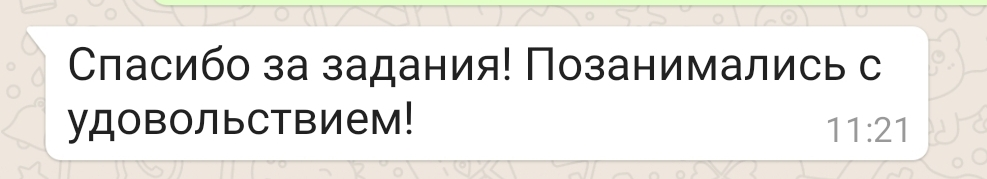 Спасибо за задания! Позанимались с
удовольствием!
11:21